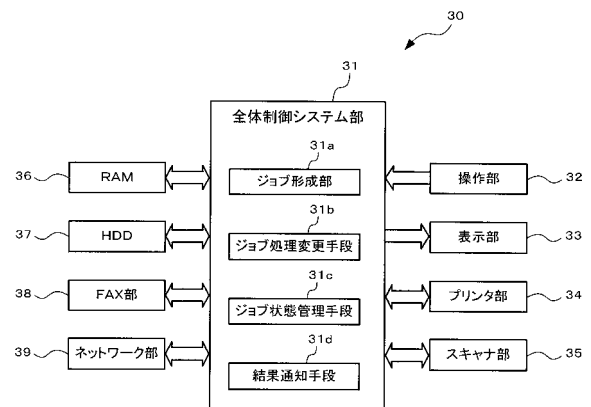 30
31
全体制御システム部
31a
ジョブ形成部
31b
ジョブ処理変更手段
31c
ジョブ状態管理手段
31d
結果通知手段
36
RAM
37
HDD
38
FAX部
39
ネットワーク部
操作部
32
表示部
33
プリンタ部
34
スキャナ部
35